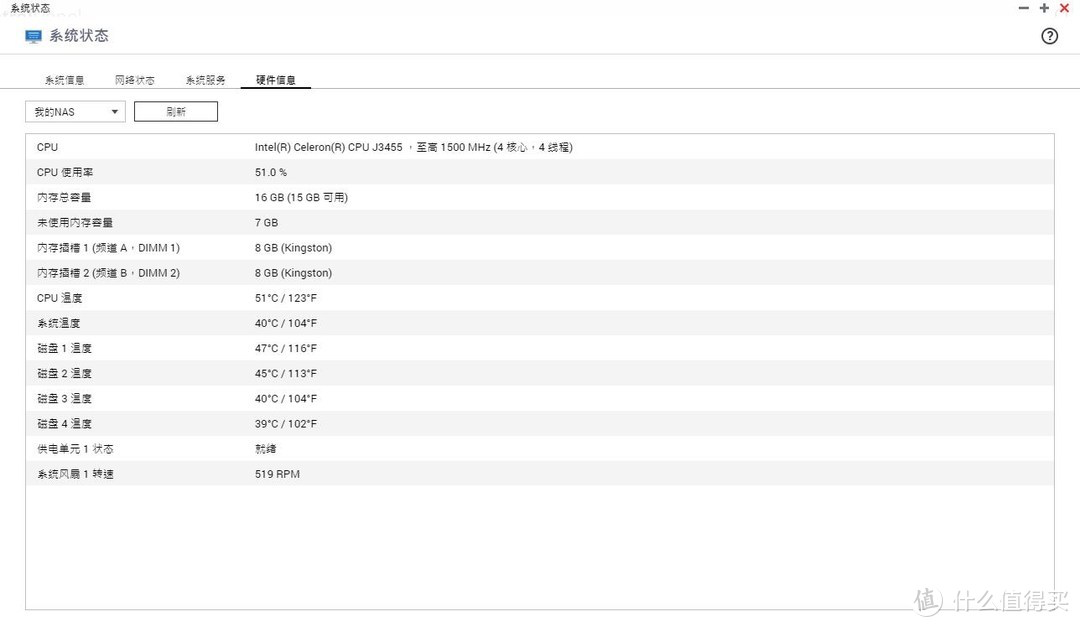 系统状态
系统状态
系统信息 网络状态 系统服务 硬件信息
我的NAS 刷新
CPU Intel(R) Celeron(R) CPU J3455 ，至高 1500 MHz (4 核心，4 线程)
CPU 使用率 51.0 %
内存总容量 16 GB (15 GB 可用)
未使用内存容量 7 GB
内存插槽 1 (频道 A，DIMM 1) 8 GB (Kingston)
内存插槽 2 (频道 B，DIMM 2) 8 GB (Kingston)
CPU 温度 51°C / 123°F
系统温度 40°C / 104°F
磁盘 1 温度 47°C / 116°F
磁盘 2 温度 45°C / 113°F
磁盘 3 温度 40°C / 104°F
磁盘 4 温度 39°C / 102°F
供电单元 1 状态 就绪
系统风扇 1 转速 519 RPM
值 什么值得买